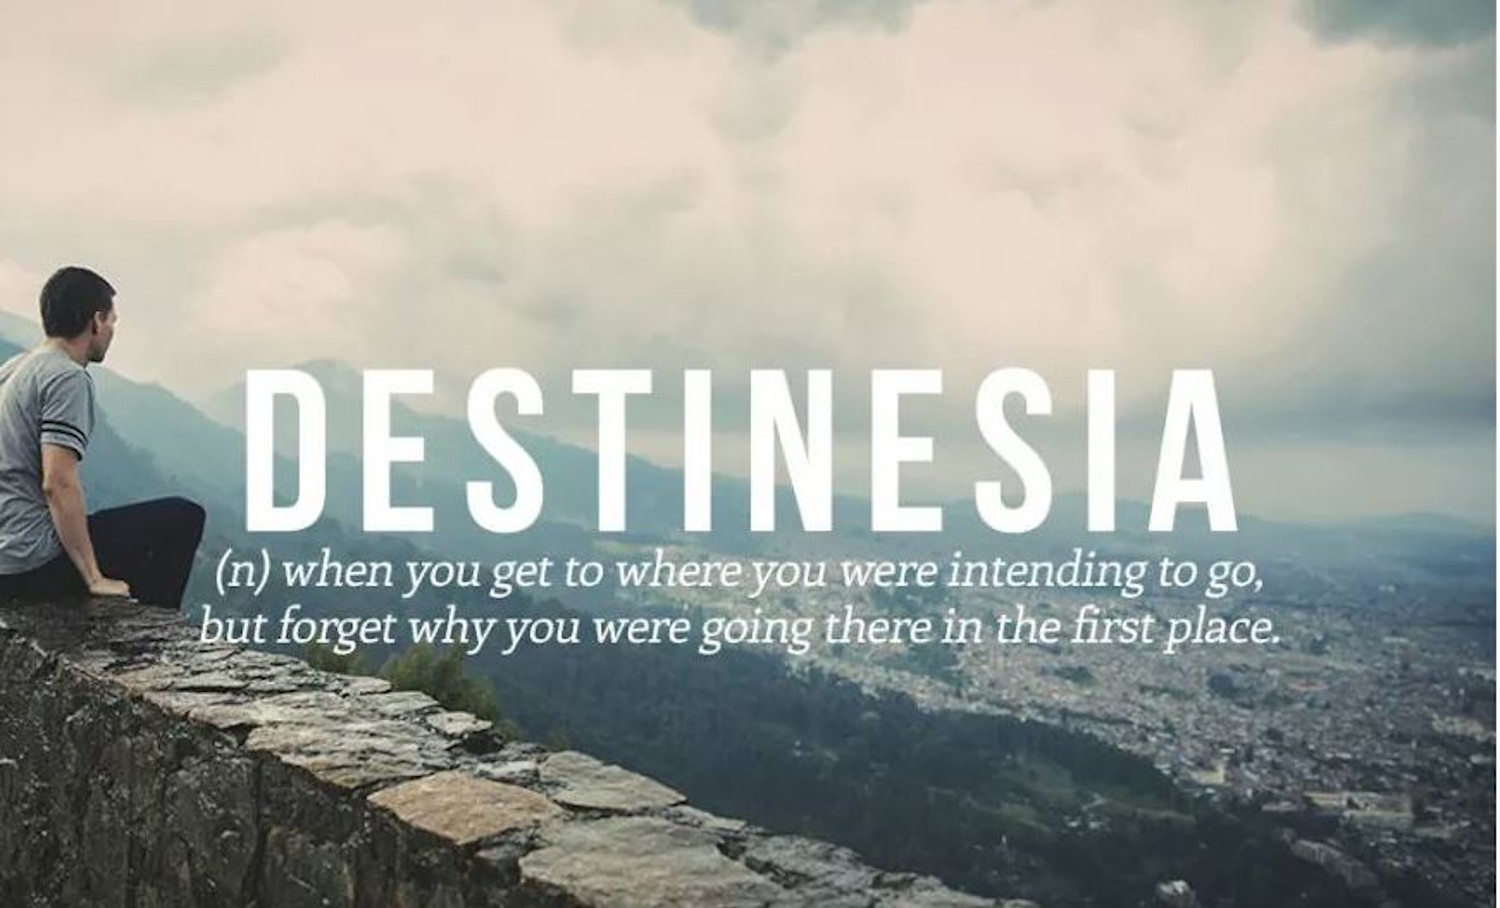 DESTINESIA
(n) when you get to where you were intending to go,
but forget why you were going there in the first place.